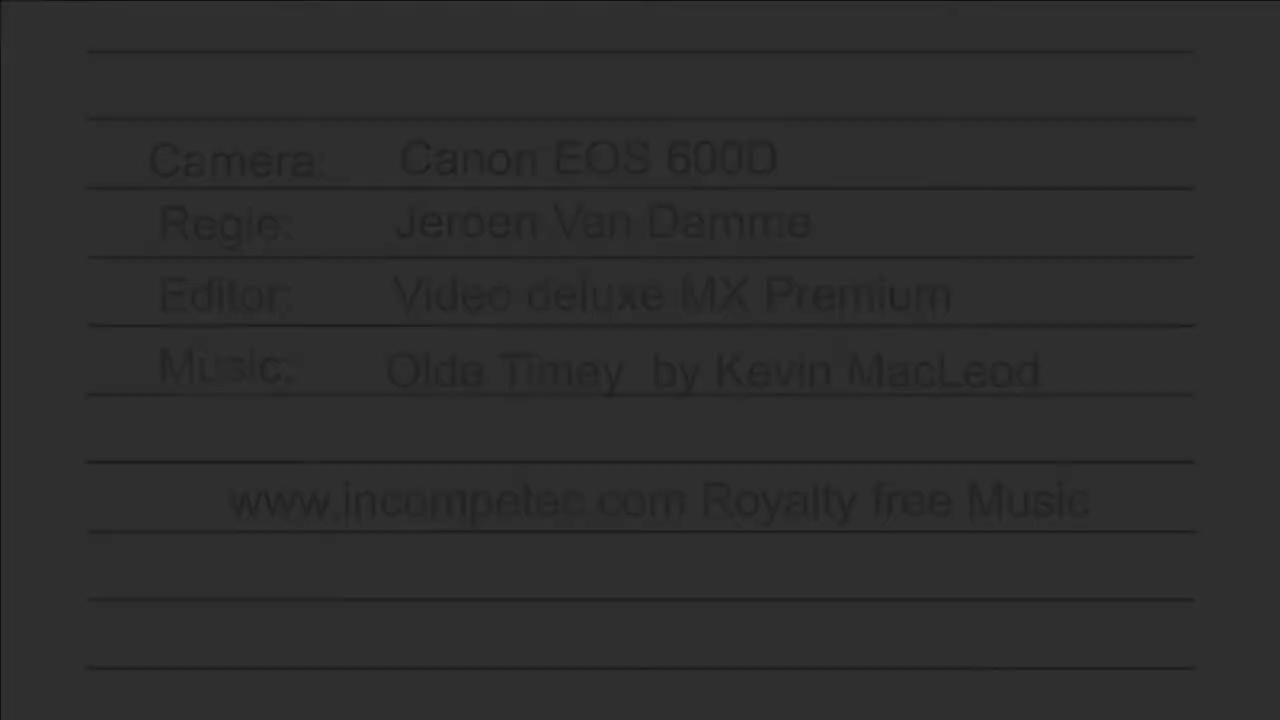 Camera: Canon EOS 600D
Regie: Jeroen Van Damme
Editor: Video deluxe MX Premium
Music: Olde Timey by Kevin MacLeod
www.incompetec.com Royalty free Music